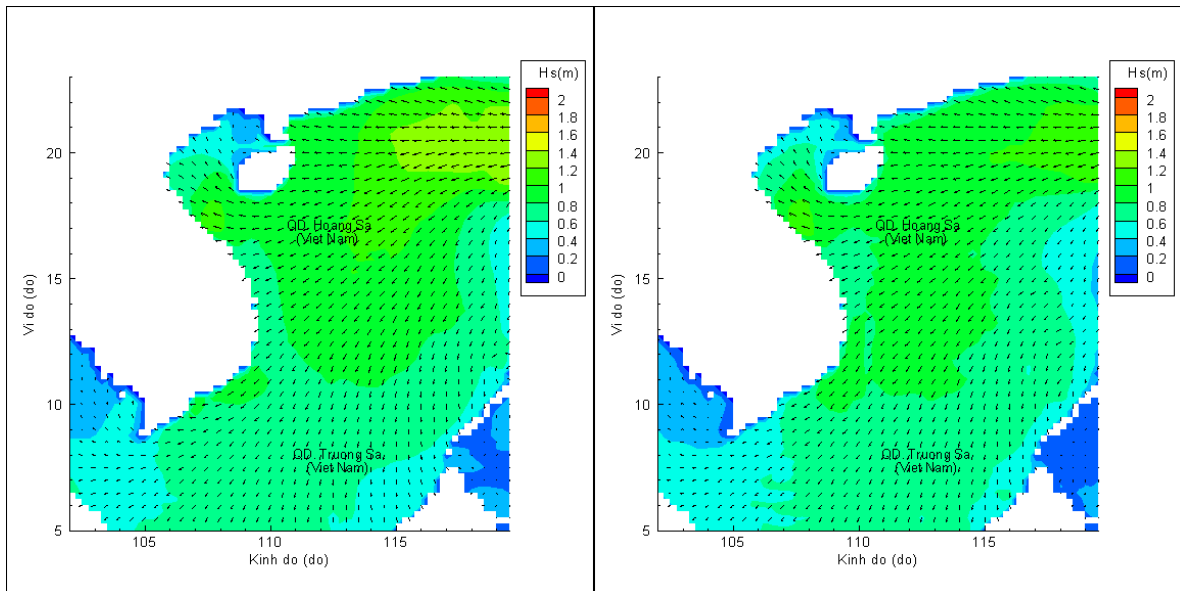 Hs(m)
2
1.8
1.6
1.4
1.2
1
0.8
0.6
0.4
0.2
0
20
15
10
5
Vi do (do)
QD. Hoang Sa
(Viet Nam)
QD. Truong Sa
(Viet Nam)
105
110
115
Kinh do (do)
Hs(m)
2
1.8
1.6
1.4
1.2
1
0.8
0.6
0.4
0.2
0
20
15
10
5
Vi do (do)
QD. Hoang Sa
(Viet Nam)
QD. Truong Sa
(Viet Nam)
105
110
115
Kinh do (do)